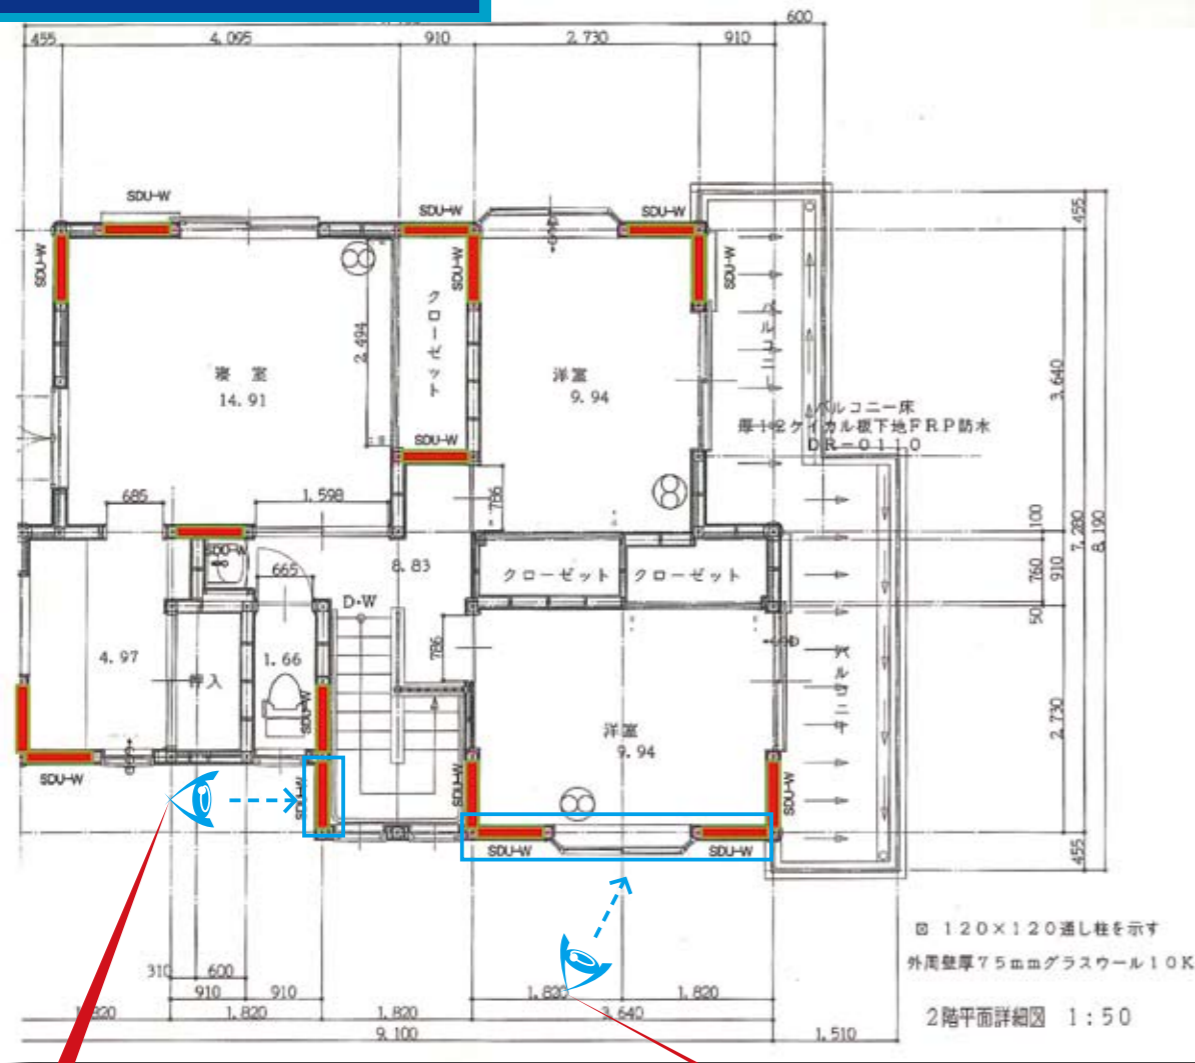 600
455
4.095
910
2.730
910
SDU-W
SDU-W
SDU-W
SDU-W
SDU-W
SDU-W
455
クローゼット
2.494
寝室
14.91
洋室
9.94
バルコニー
3.640
バルコニー床
厚12ケイカル板下地FRP防水
DR-0110
SDU-W
685
1.598
786
100
7.280
8.190
SDU-W
8.83
クローゼット
クローゼット
760
910
665
D·W
50
4.97
押入
1.66
786
バルコニー
SDU-W
洋室
9.94
2.730
SDU-W
SDU-W
SDU-W
SDU-W
SDU-W
SDU-W
455
120×120通し柱を示す
外周壁厚75mmグラスウール10K
310
600
910
910
1.820
1.820
1.820
1.820
1.820
3.640
2階平面詳細図 1:50
9.100
1.510